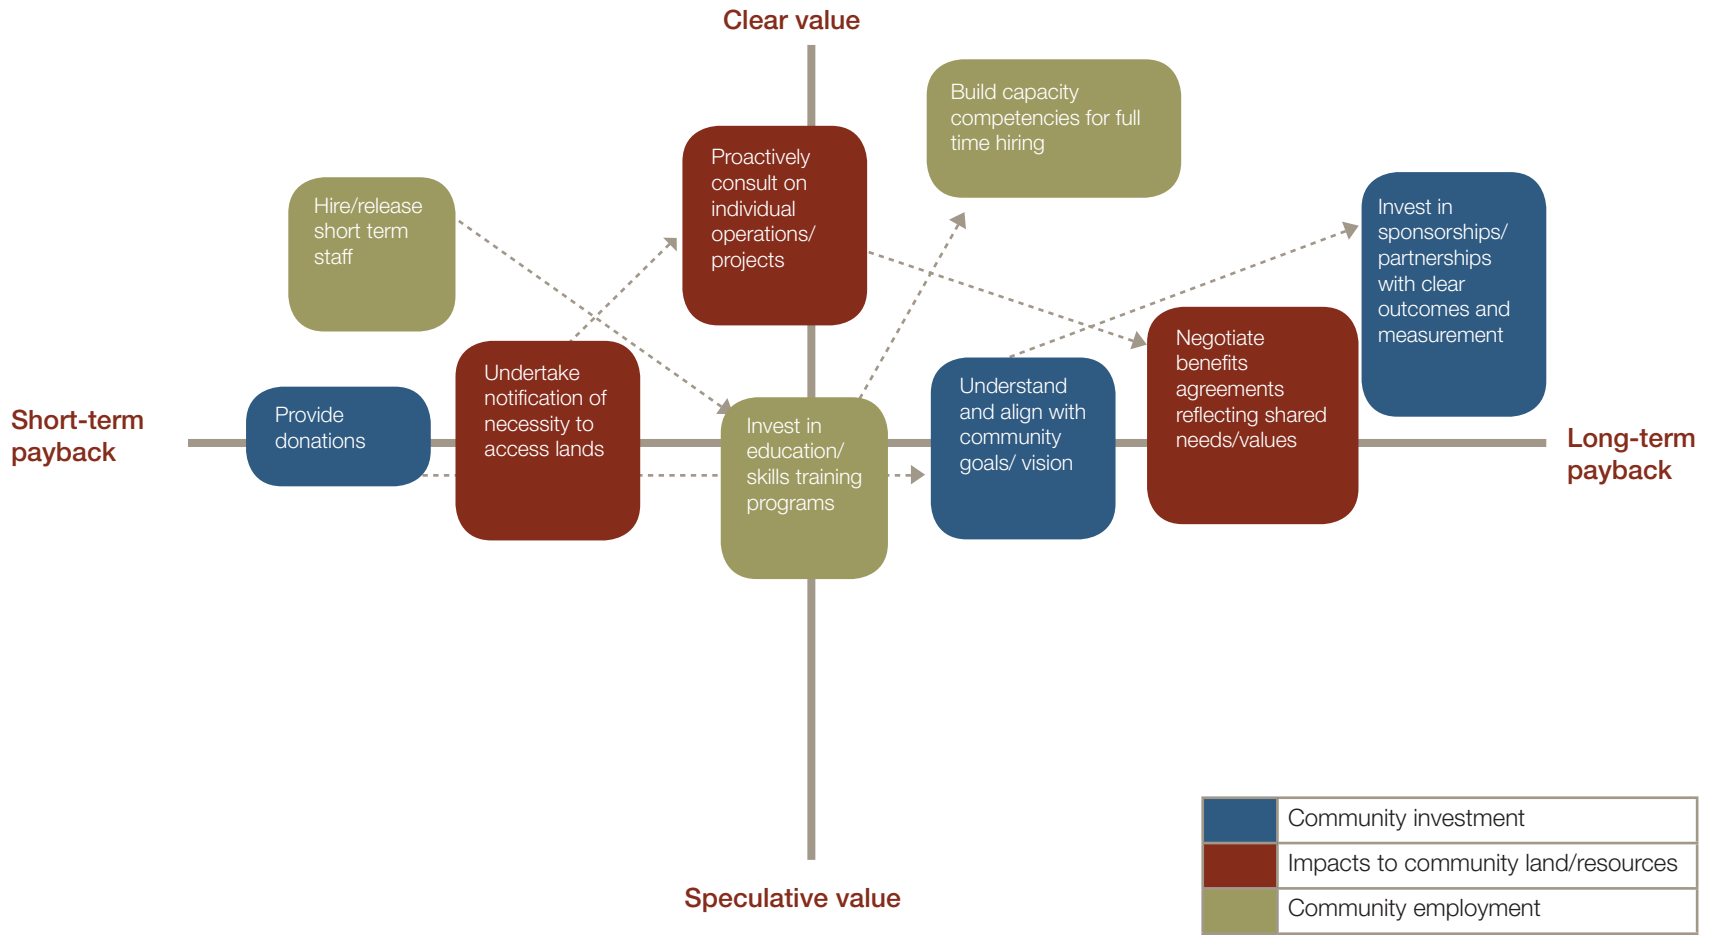 Clear value
Build capacity
competencies for full
time hiring
Proactively
consult on
individual
operations/
projects
Hire/release
short term
staff
Invest in
sponsorships/
partnerships
with clear
outcomes and
measurement
Negotiate
benefits
agreements
reflecting shared
needs/values
Undertake
notification of
necessity to
access lands
Understand
and align with
community
goals/ vision
Provide
donations
Invest in
education/
skills training
programs
Short-term
payback
Long-term
payback
Speculative value
Community investment
Impacts to community land/resources
Community employment